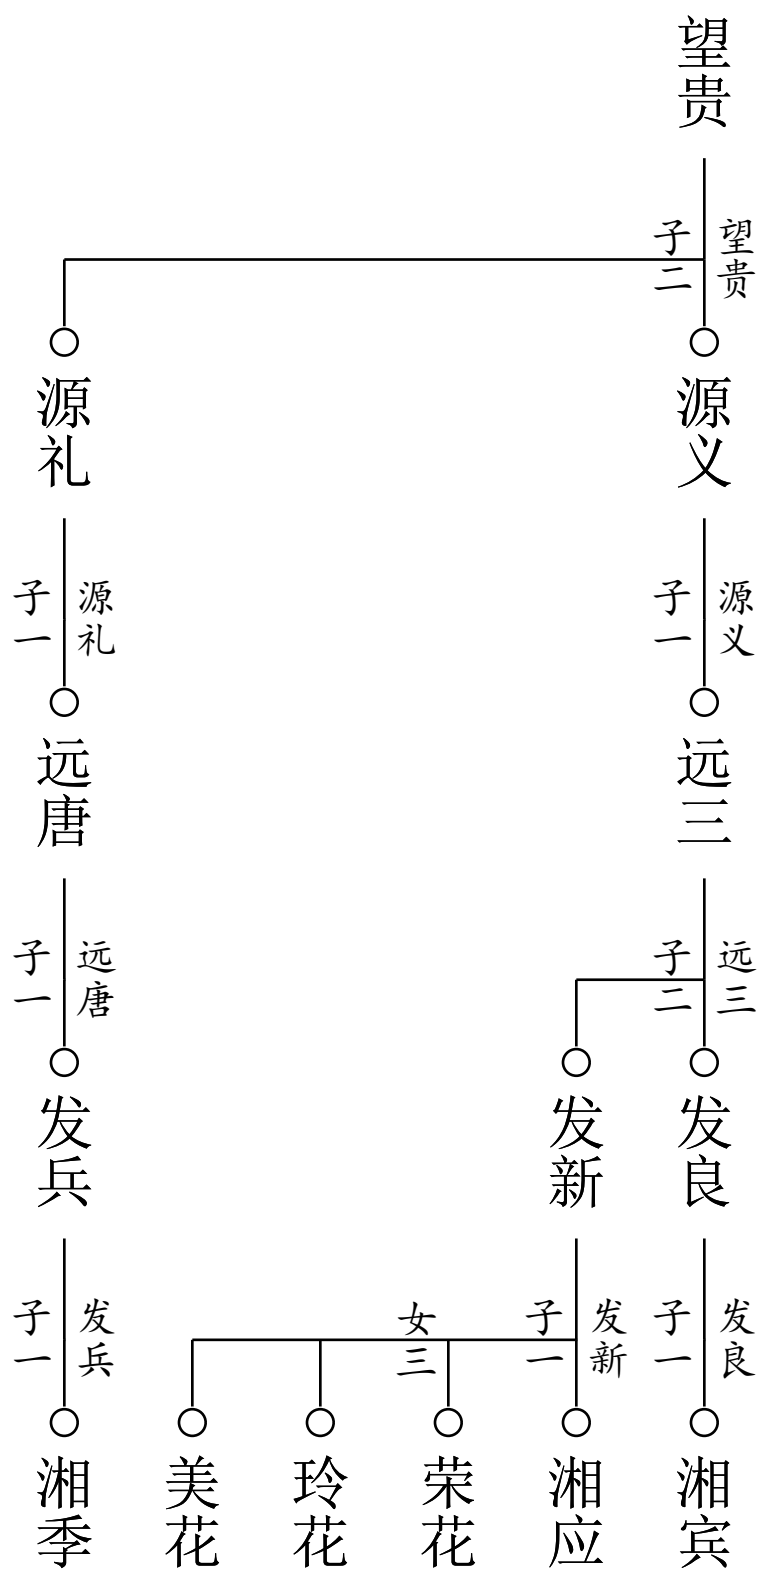 望贵
望贵
子二
源义
源礼
源义
子一
源礼
子一
远三
远唐
远三
子二
远唐
子一
发良
发新
发兵
发良
子一
发新
子一
女三
发兵
子一
湘宾
湘应
荣花
玲花
美花
湘季